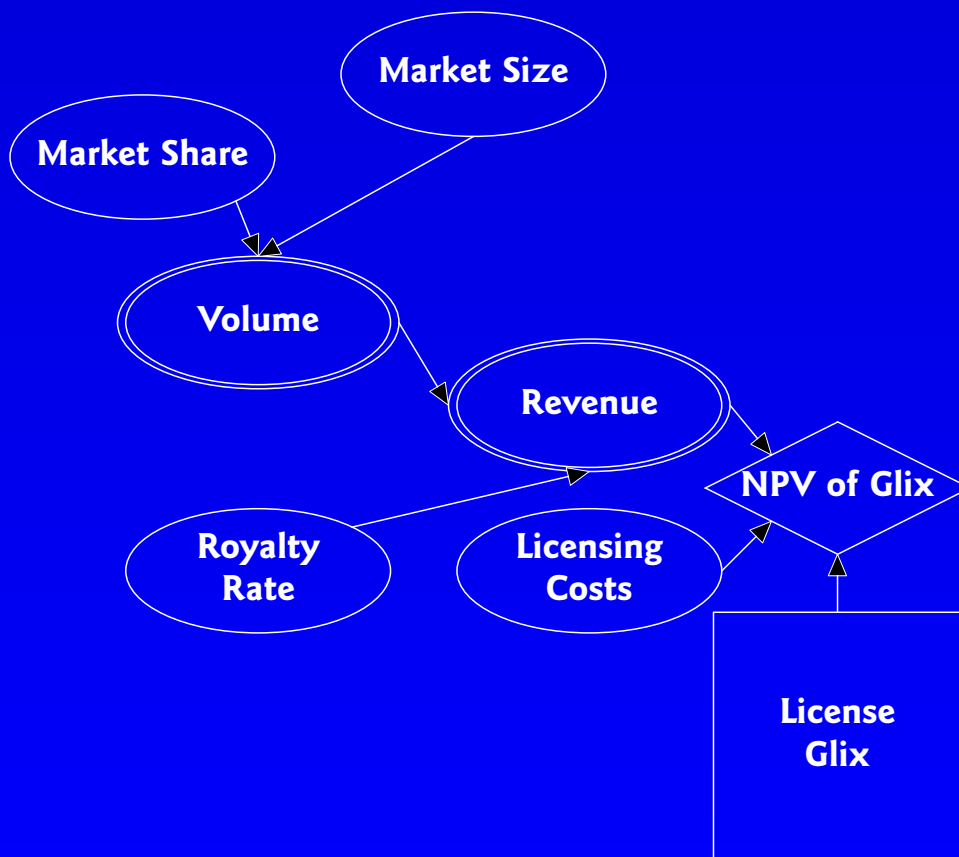 Market Size
Market Share
Volume
Revenue
NPV of Glix
Royalty
Rate
Licensing
Costs
License
Glix